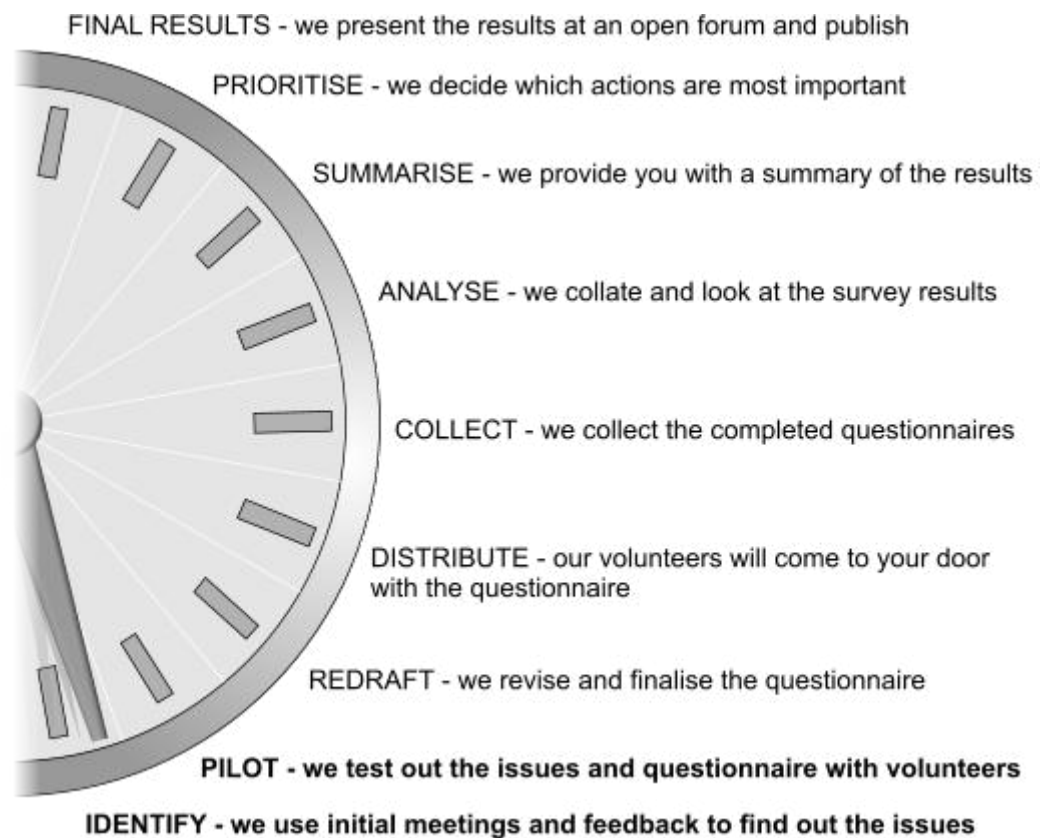 FINAL RESULTS - we present the results at an open forum and publish
PRIORITISE - we decide which actions are most important
SUMMARISE - we provide you with a summary of the results
ANALYSE - we collate and look at the survey results
COLLECT - we collect the completed questionnaires
DISTRIBUTE - our volunteers will come to your door
with the questionnaire
REDRAFT - we revise and finalise the questionnaire
PILOT - we test out the issues and questionnaire with volunteers
IDENTIFY - we use initial meetings and feedback to find out the issues